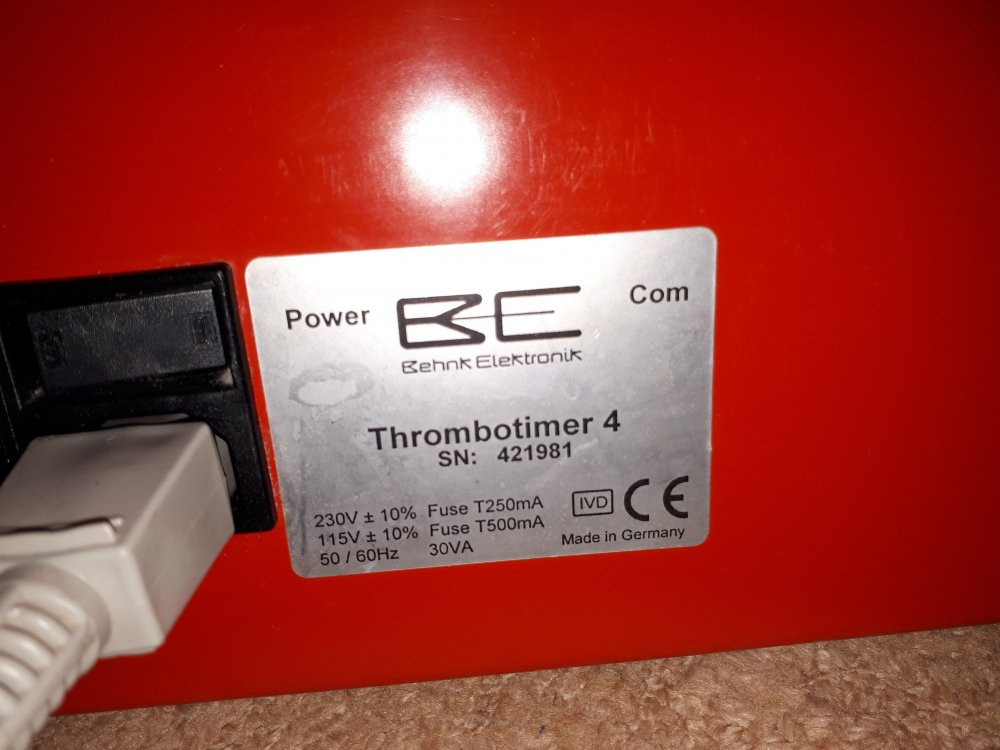 Power
BE
Com
Behnk Elektronik
Thrombotimer 4
SN: 421981
230V ± 10% Fuse T250mA
115V ± 10% Fuse T500mA
50 / 60Hz 30VA
IVD CE
Made in Germany